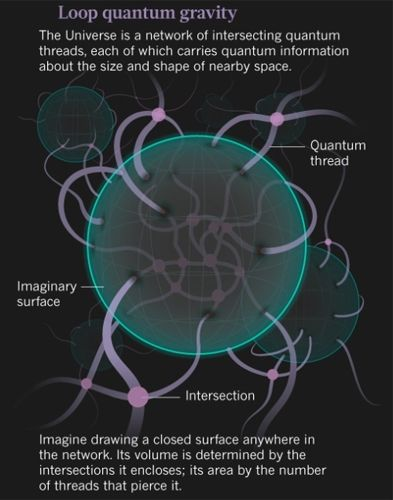 Loop quantum gravity
The Universe is a network of intersecting quantum
threads, each of which carries quantum information
about the size and shape of nearby space.
Quantum
thread
Imaginary
surface
Intersection
Imagine drawing a closed surface anywhere in
the network. Its volume is determined by the
intersections it encloses; its area by the number
of threads that pierce it.